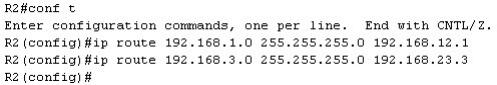 R2#conf t
Enter configuration commands, one per line.  End with CNTL/Z.
R2(config)#ip route 192.168.1.0 255.255.255.0 192.168.12.1
R2(config)#ip route 192.168.3.0 255.255.255.0 192.168.23.3
R2(config)#